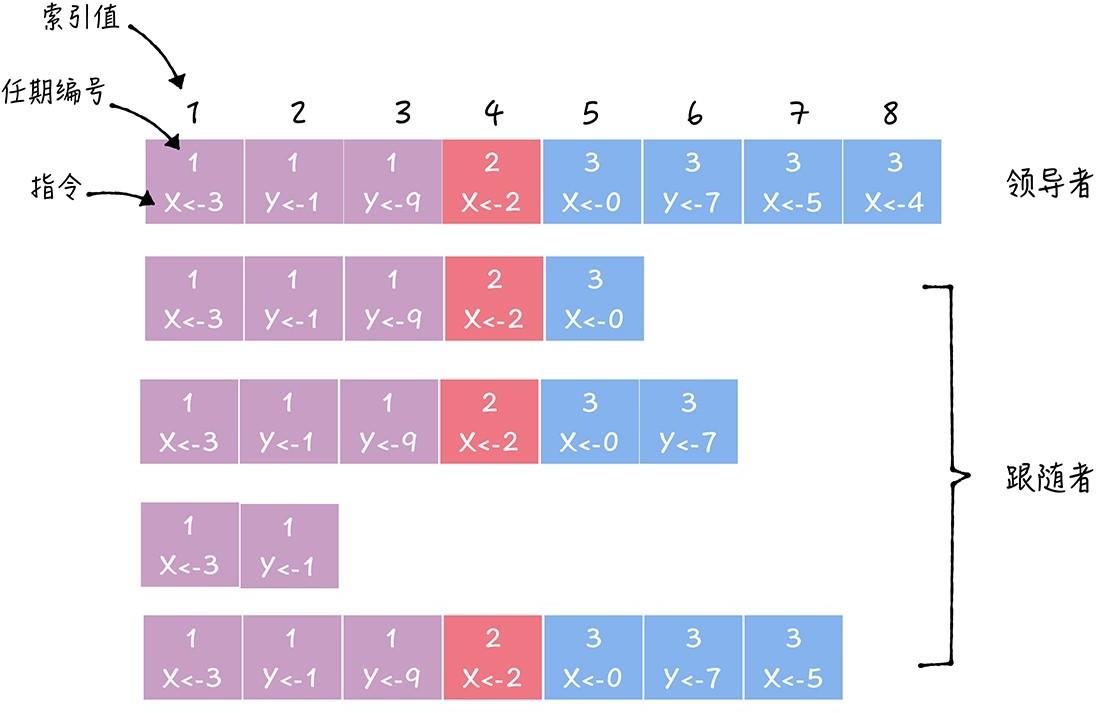 索引值
任期编号
指令
1 2 3 4 5 6 7 8
1 1 1 2 3 3 3 3
X<-3 Y<-1 Y<-9 X<-2 X<-0 Y<-7 X<-5 X<-4
领导者
1 1 1 2 3
X<-3 Y<-1 Y<-9 X<-2 X<-0
1 1 1 2 3 3
X<-3 Y<-1 Y<-9 X<-2 X<-0 Y<-7
1 1
X<-3 Y<-1
1 1 1 2 3 3 3
X<-3 Y<-1 Y<-9 X<-2 X<-0 Y<-7 X<-5
跟随者